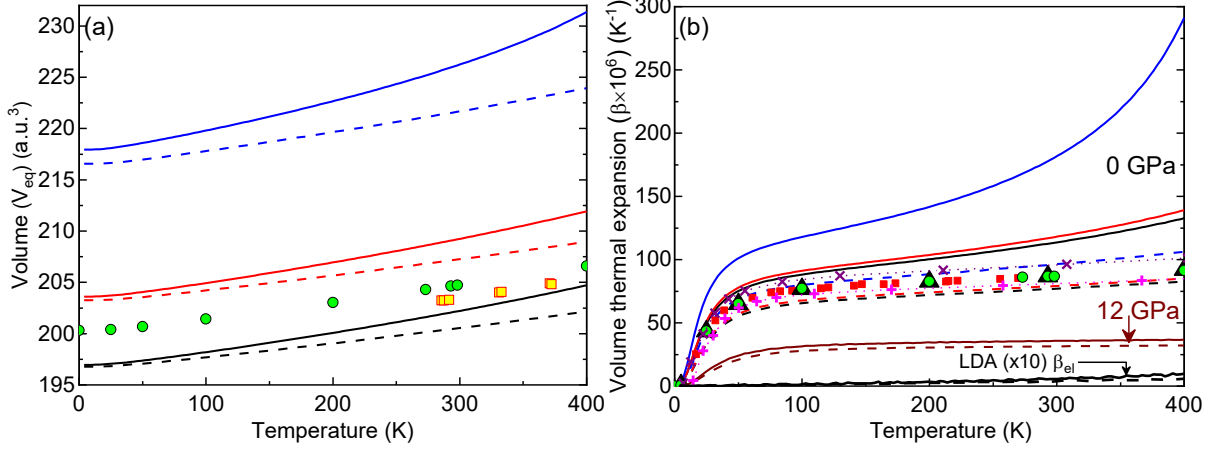 (a)
Volume (V_eq) (a.u.³)
230
225
220
215
210
205
200
195
0
100
200
300
400
Temperature (K)
(b)
Volume thermal expansion (β×10⁶) (K⁻¹)
300
250
200
150
100
50
0
0 GPa
12 GPa
LDA (x10) β_el
0
100
200
300
400
Temperature (K)